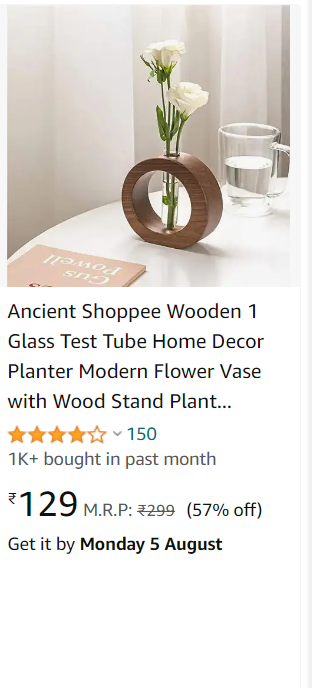 Gus
Powell
Ancient Shoppee Wooden 1
Glass Test Tube Home Decor
Planter Modern Flower Vase
with Wood Stand Plant...
150
1K+ bought in past month
₹129 M.R.P: ₹299 (57% off)
Get it by Monday 5 August